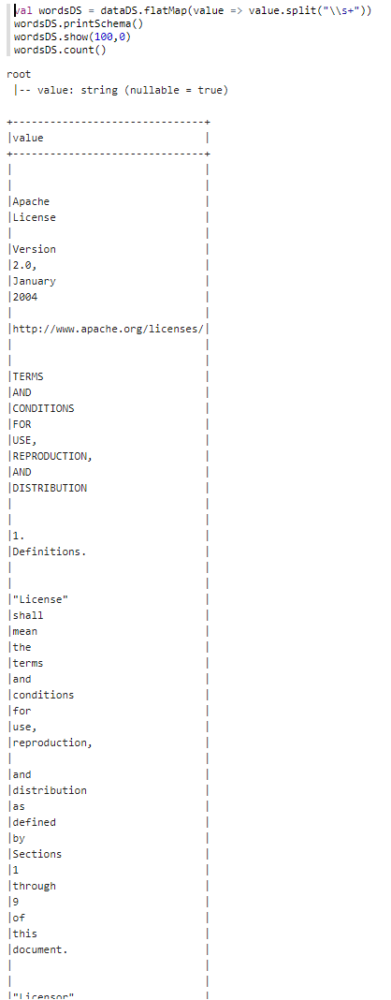 val wordsDS = dataDS.flatMap(value => value.split("\\s+"))
wordsDS.printSchema()
wordsDS.show(100,0)
wordsDS.count()
root
 |-- value: string (nullable = true)
+-------------------------------+
|value                          |
+-------------------------------+
|                               |
|                               |
|Apache                         |
|License                        |
|                               |
|Version                        |
|2.0,                           |
|January                        |
|2004                           |
|                               |
|http://www.apache.org/licenses/|
|                               |
|                               |
|TERMS                          |
|AND                            |
|CONDITIONS                     |
|FOR                            |
|USE,                           |
|REPRODUCTION,                  |
|AND                            |
|DISTRIBUTION                   |
|                               |
|                               |
|1.                             |
|Definitions.                   |
|                               |
|                               |
|"License"                      |
|shall                          |
|mean                           |
|the                            |
|terms                          |
|and                            |
|conditions                     |
|for                            |
|use,                           |
|reproduction,                  |
|                               |
|and                            |
|distribution                   |
|as                             |
|defined                        |
|by                             |
|Sections                       |
|1                              |
|through                        |
|9                              |
|of                             |
|this                           |
|document.                      |
|                               |
|                               |
|"Licensor"                     |